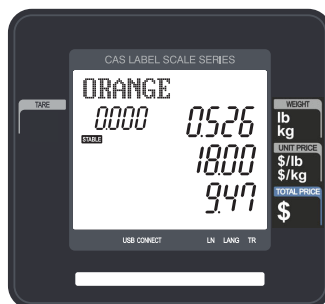 CAS LABEL SCALE SERIES
ORANGE
TARE
0.000
0.526
WEIGHT
lb
kg
STABLE
18.00
UNIT PRICE
$/lb
$/kg
9.47
TOTAL PRICE
$
USB CONNECT LN LANG TR